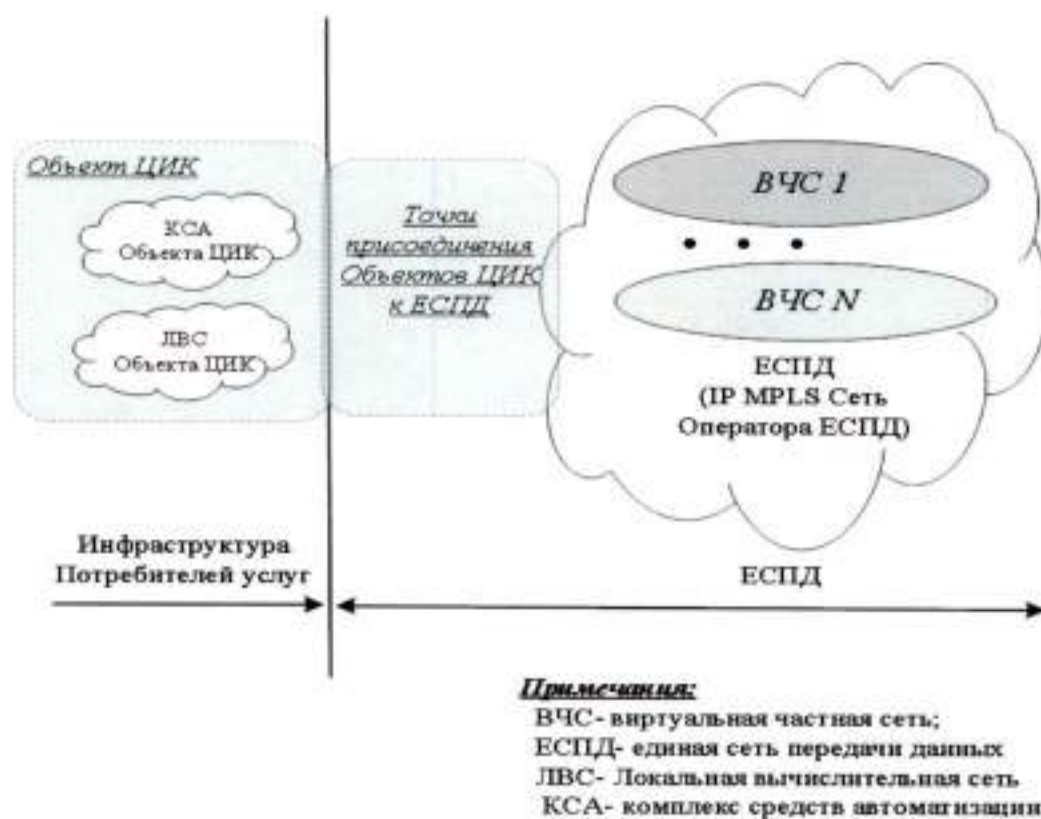 Объект ЦИК
КСА
Объекта ЦИК
ЛВС
Объекта ЦИК
Точки
присоединения
Объектов ЦИК
к ЕСПД
ВЧС 1
• • •
ВЧС N
ЕСПД
(IP MPLS Сеть
Оператора ЕСПД)
Инфраструктура
Потребителей услуг
ЕСПД
Примечания:
ВЧС- виртуальная частная сеть;
ЕСПД- единая сеть передачи данных
ЛВС- Локальная вычислительная сеть
КСА- комплекс средств автоматизации